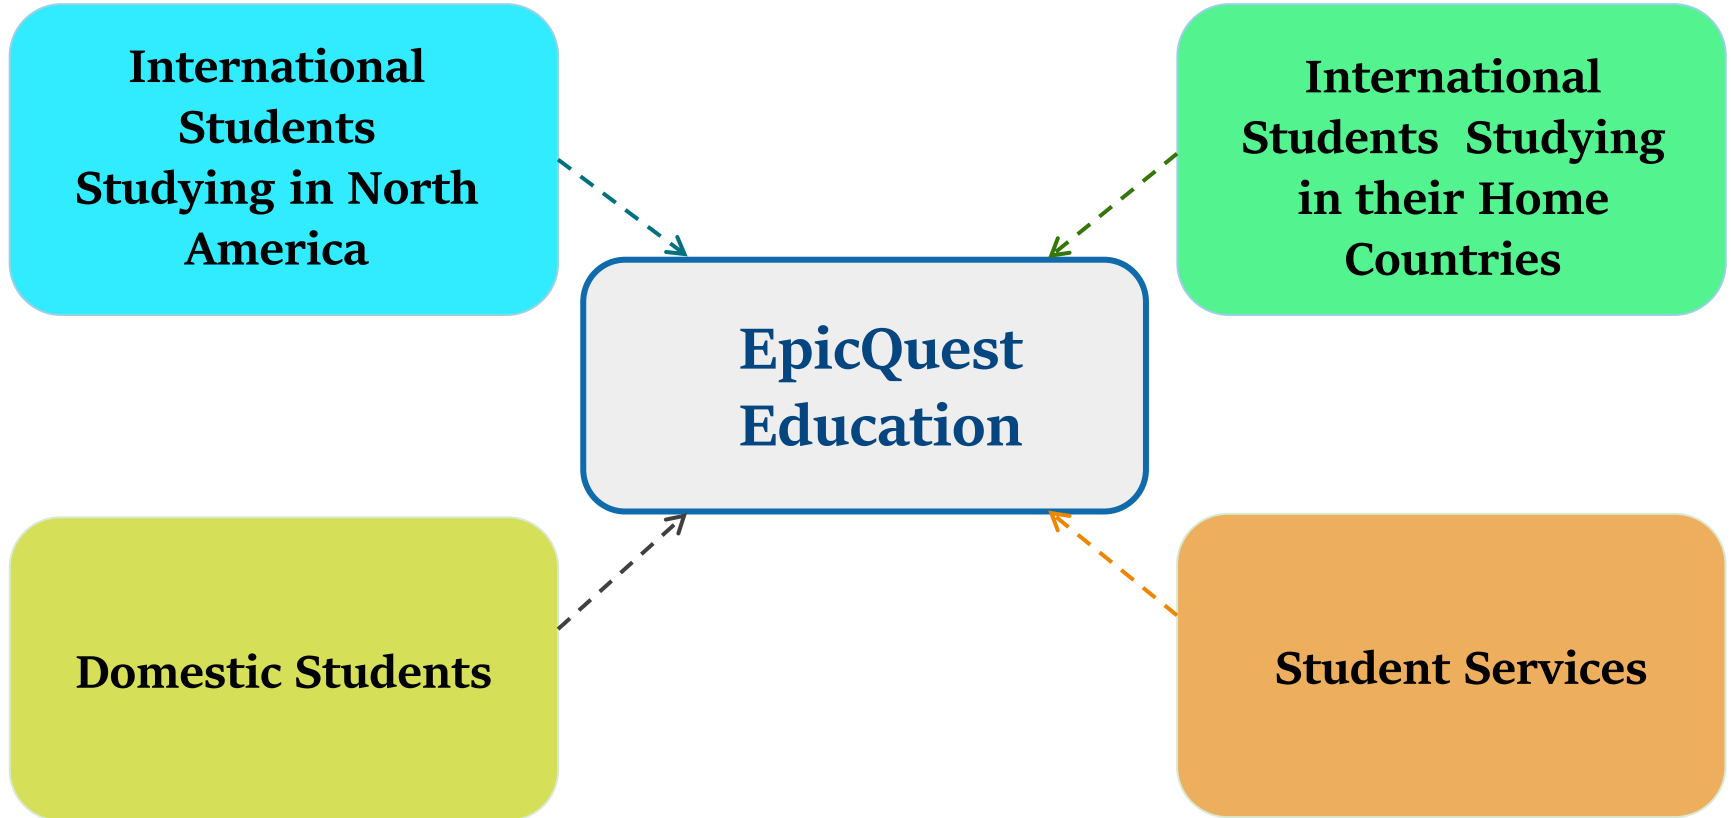 International
Students
Studying in North
America
International
Students  Studying
in their Home
Countries
EpicQuest
Education
Domestic Students
Student Services